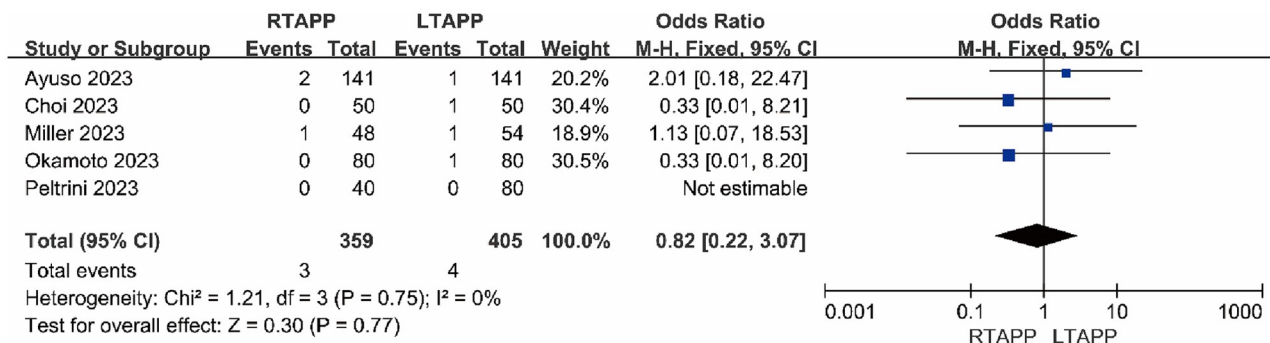 RTAPP LTAPP Odds Ratio Odds Ratio
Study or Subgroup Events Total Events Total Weight M-H, Fixed, 95% CI M-H, Fixed, 95% CI
Ayuso 2023 2 141 1 141 20.2% 2.01 [0.18, 22.47]
Choi 2023 0 50 1 50 30.4% 0.33 [0.01, 8.21]
Miller 2023 1 48 1 54 18.9% 1.13 [0.07, 18.53]
Okamoto 2023 0 80 1 80 30.5% 0.33 [0.01, 8.20]
Peltrini 2023 0 40 0 80 Not estimable
Total (95% CI) 359 405 100.0% 0.82 [0.22, 3.07]
Total events 3 4
Heterogeneity: Chi² = 1.21, df = 3 (P = 0.75); I² = 0%
Test for overall effect: Z = 0.30 (P = 0.77)
0.001 0.1 1 10 1000
RTAPP LTAPP